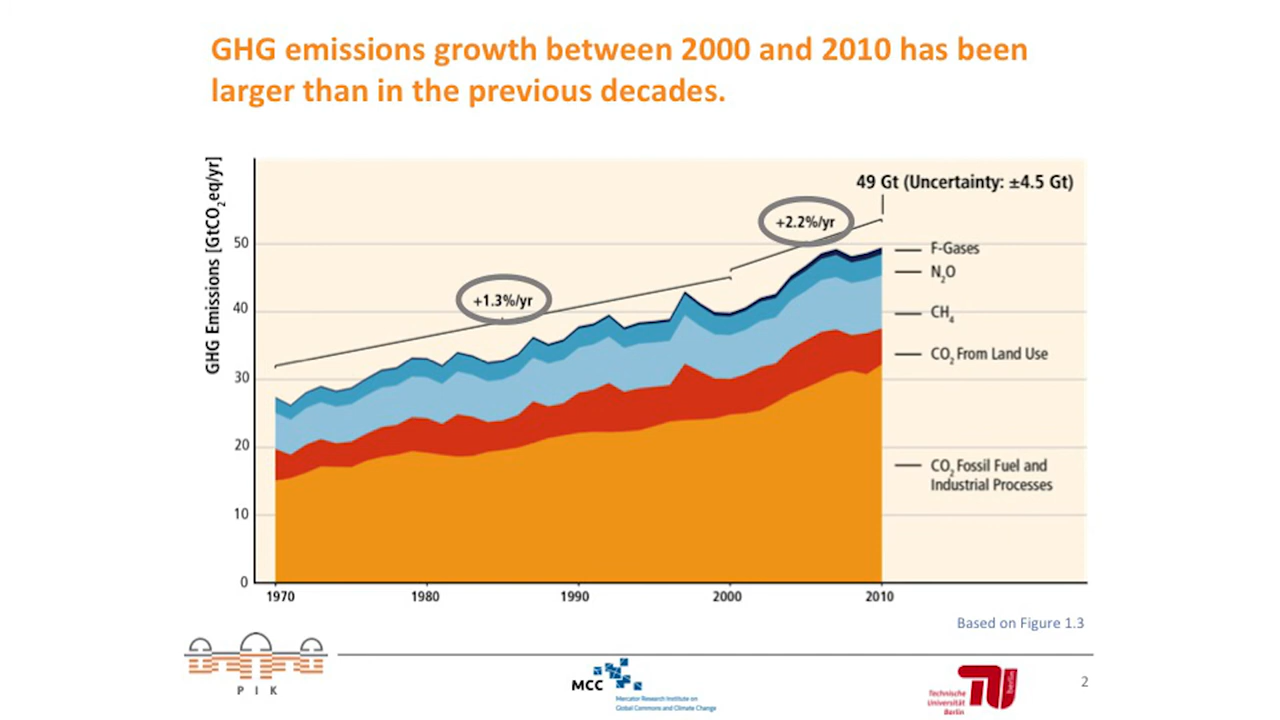 GHG emissions growth between 2000 and 2010 has been
larger than in the previous decades.
GHG Emissions [GtCO₂eq/yr]
49 Gt (Uncertainty: ±4.5 Gt)
+2.2%/yr
+1.3%/yr
50
40
30
20
10
0
F-Gases
N₂O
CH₄
CO₂ From Land Use
CO₂ Fossil Fuel and
Industrial Processes
1970 1980 1990 2000 2010
Based on Figure 1.3
P I K
MCC
Mercator Research Institute on
Global Commons and Climate Change
Technische
Universität
Berlin
berlin
2